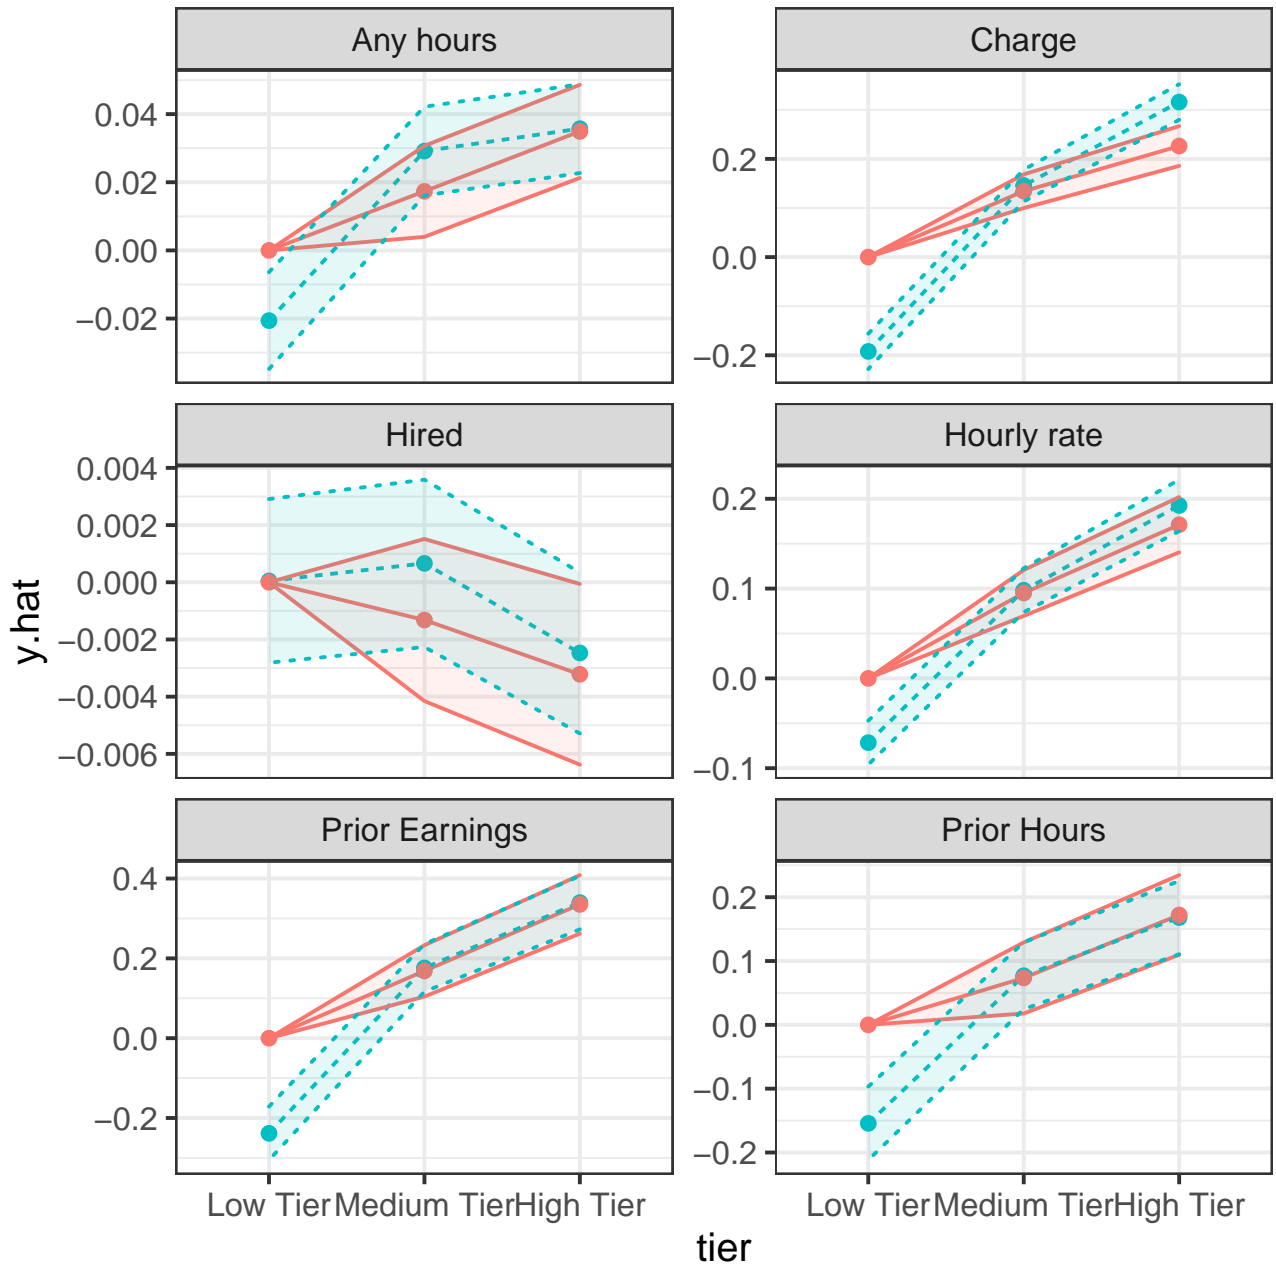 Any hours
Charge
0.04
0.02
0.00
−0.02
0.2
0.0
−0.2
Hired
Hourly rate
0.004
0.002
0.000
−0.002
−0.004
−0.006
0.2
0.1
0.0
−0.1
y.hat
Prior Earnings
Prior Hours
0.4
0.2
0.0
−0.2
0.2
0.1
0.0
−0.1
−0.2
Low Tier Medium Tier High Tier
Low Tier Medium Tier High Tier
tier